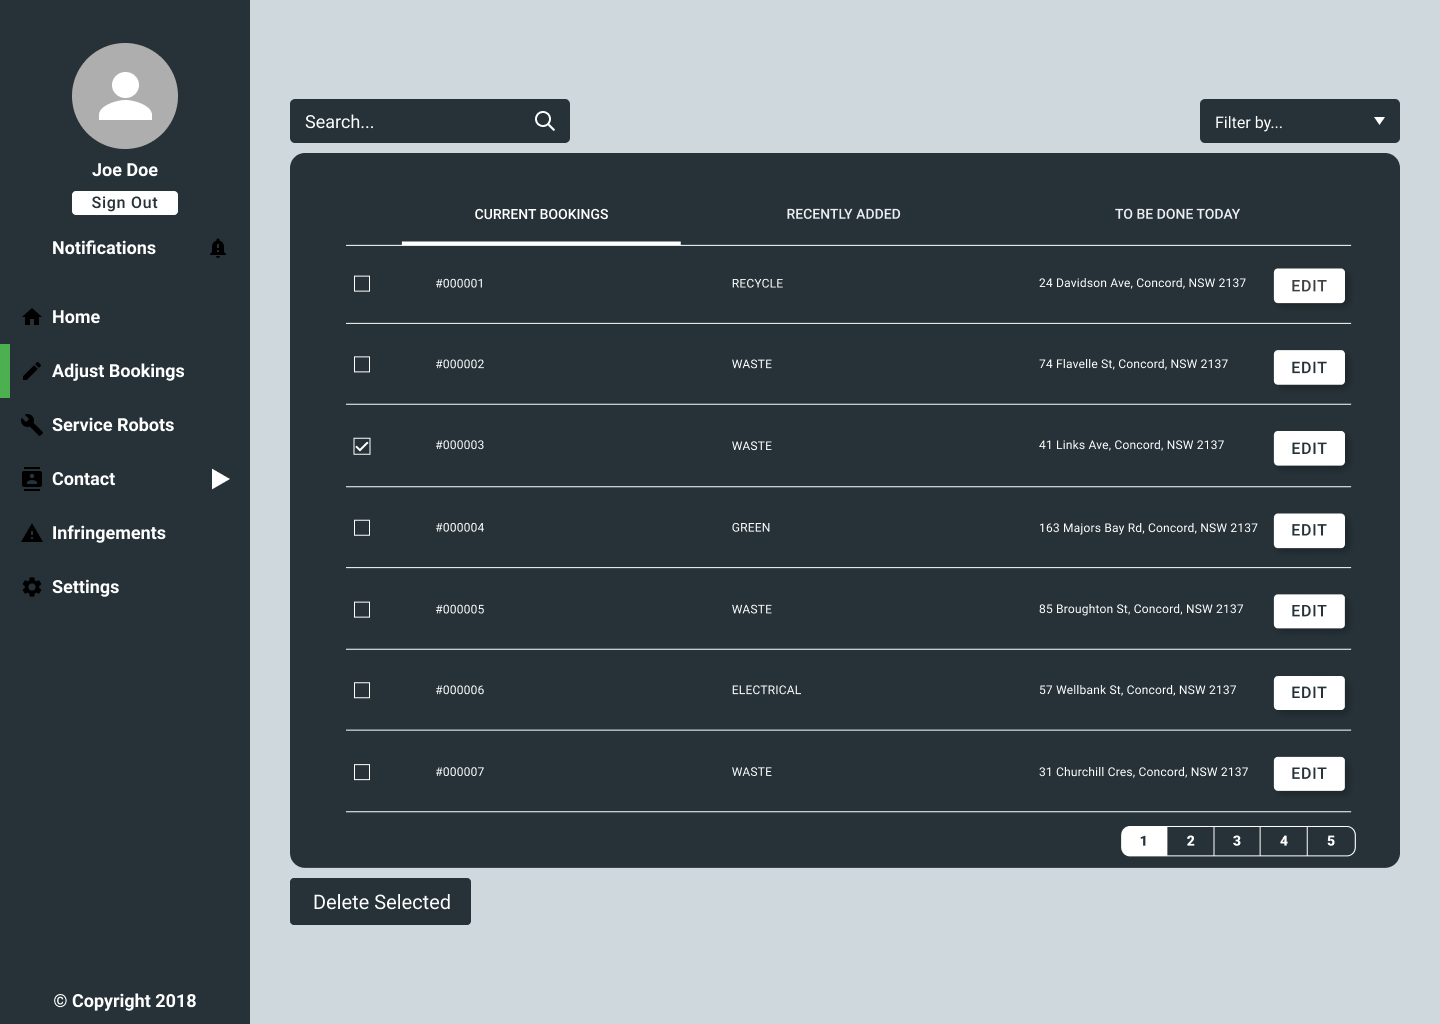 Joe Doe
Sign Out
Notifications
Home
Adjust Bookings
Service Robots
Contact
Infringements
Settings
© Copyright 2018
Search...
Filter by...
CURRENT BOOKINGS RECENTLY ADDED TO BE DONE TODAY
#000001 RECYCLE 24 Davidson Ave, Concord, NSW 2137 EDIT
#000002 WASTE 74 Flavelle St, Concord, NSW 2137 EDIT
#000003 WASTE 41 Links Ave, Concord, NSW 2137 EDIT
#000004 GREEN 163 Majors Bay Rd, Concord, NSW 2137 EDIT
#000005 WASTE 85 Broughton St, Concord, NSW 2137 EDIT
#000006 ELECTRICAL 57 Wellbank St, Concord, NSW 2137 EDIT
#000007 WASTE 31 Churchill Cres, Concord, NSW 2137 EDIT
1 2 3 4 5
Delete Selected